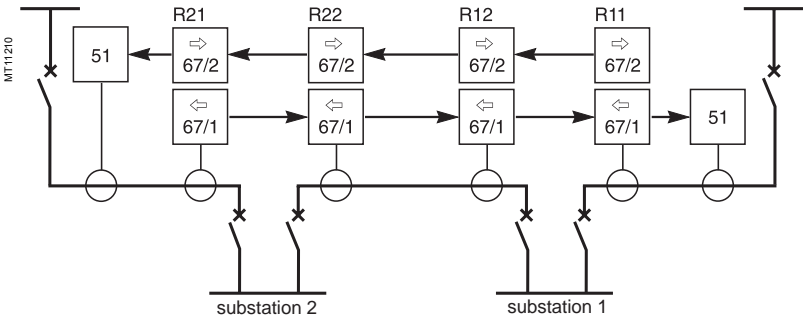 R21 R22 R12 R11
51 67/2 67/2 67/2 67/2
67/1 67/1 67/1 67/1 51
MT11210
substation 2 substation 1